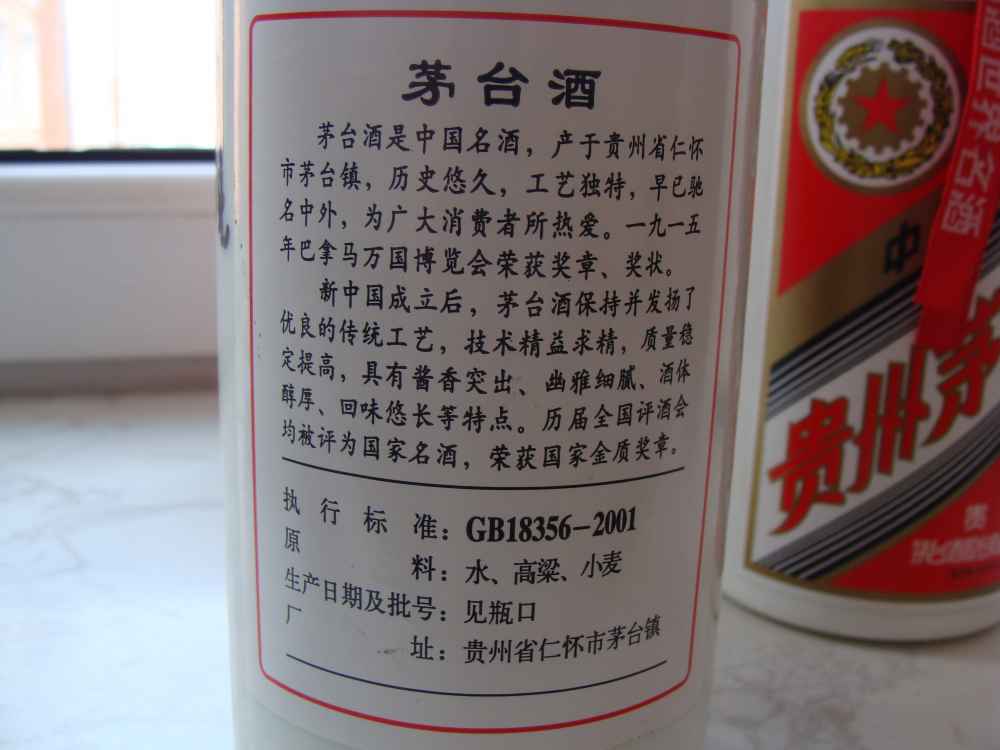 茅台酒
茅台酒是中国名酒，产于贵州省仁怀
市茅台镇，历史悠久，工艺独特，早已驰
名中外，为广大消费者所热爱。一九一五
年巴拿马万国博览会荣获奖章、奖状。
新中国成立后，茅台酒保持并发扬了
优良的传统工艺，技术精益求精，质量稳
定提高，具有酱香突出、幽雅细腻、酒体
醇厚、回味悠长等特点。历届全国评酒会
均被评为国家名酒，荣获国家金质奖章。
执行标准：GB18356-2001
原料：水、高粱、小麦
生产日期及批号：见瓶口
厂址：贵州省仁怀市茅台镇
中
贵州茅
贵